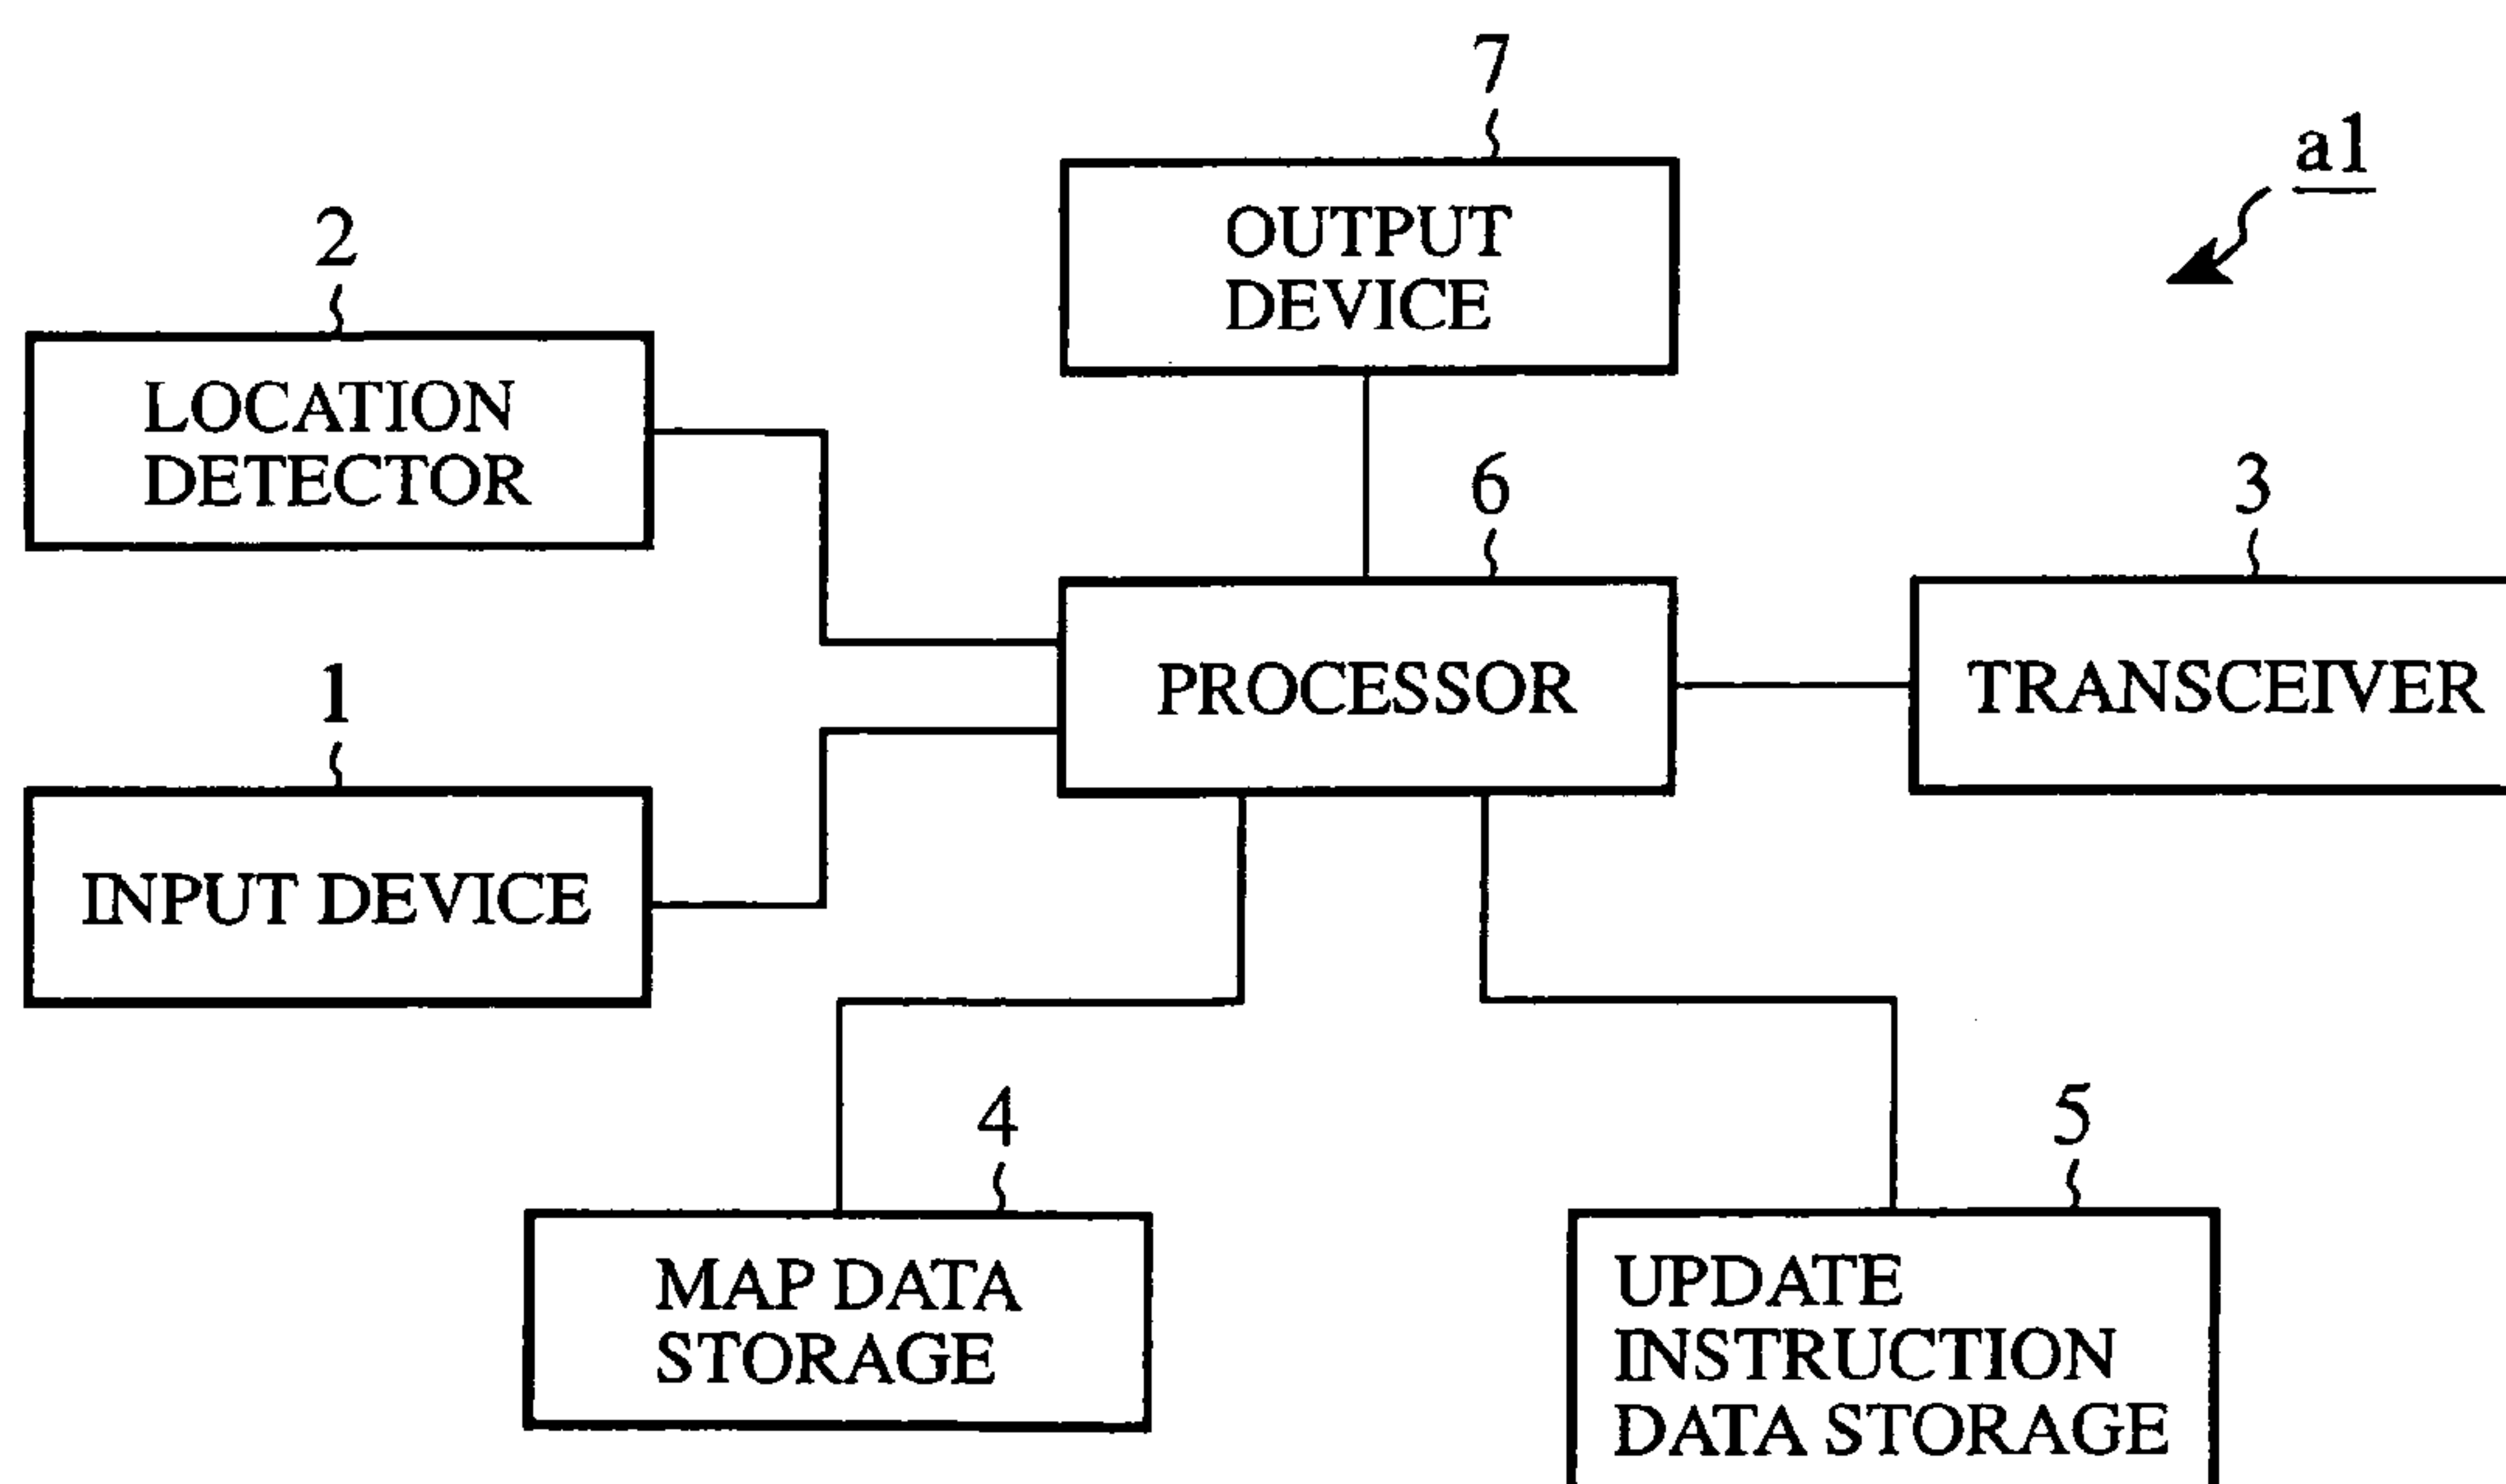 7
OUTPUT
DEVICE
a1
2
LOCATION
DETECTOR
6
PROCESSOR
3
TRANSCEIVER
1
INPUT DEVICE
4
MAP DATA
STORAGE
5
UPDATE
INSTRUCTION
DATA STORAGE